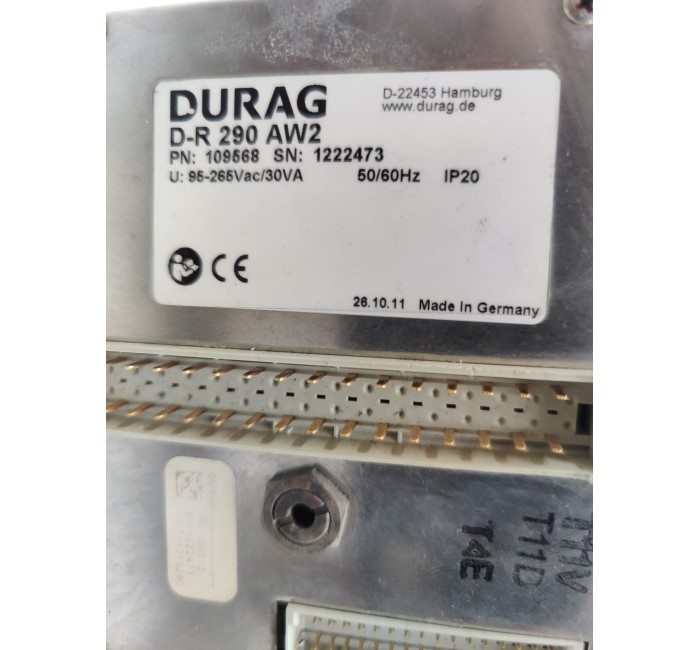 DURAG
D-22453 Hamburg
www.durag.de
D-R 290 AW2
PN: 109568 SN: 1222473
U: 95-265Vac/30VA 50/60Hz IP20
CE
26.10.11 Made In Germany
T11D
T4E